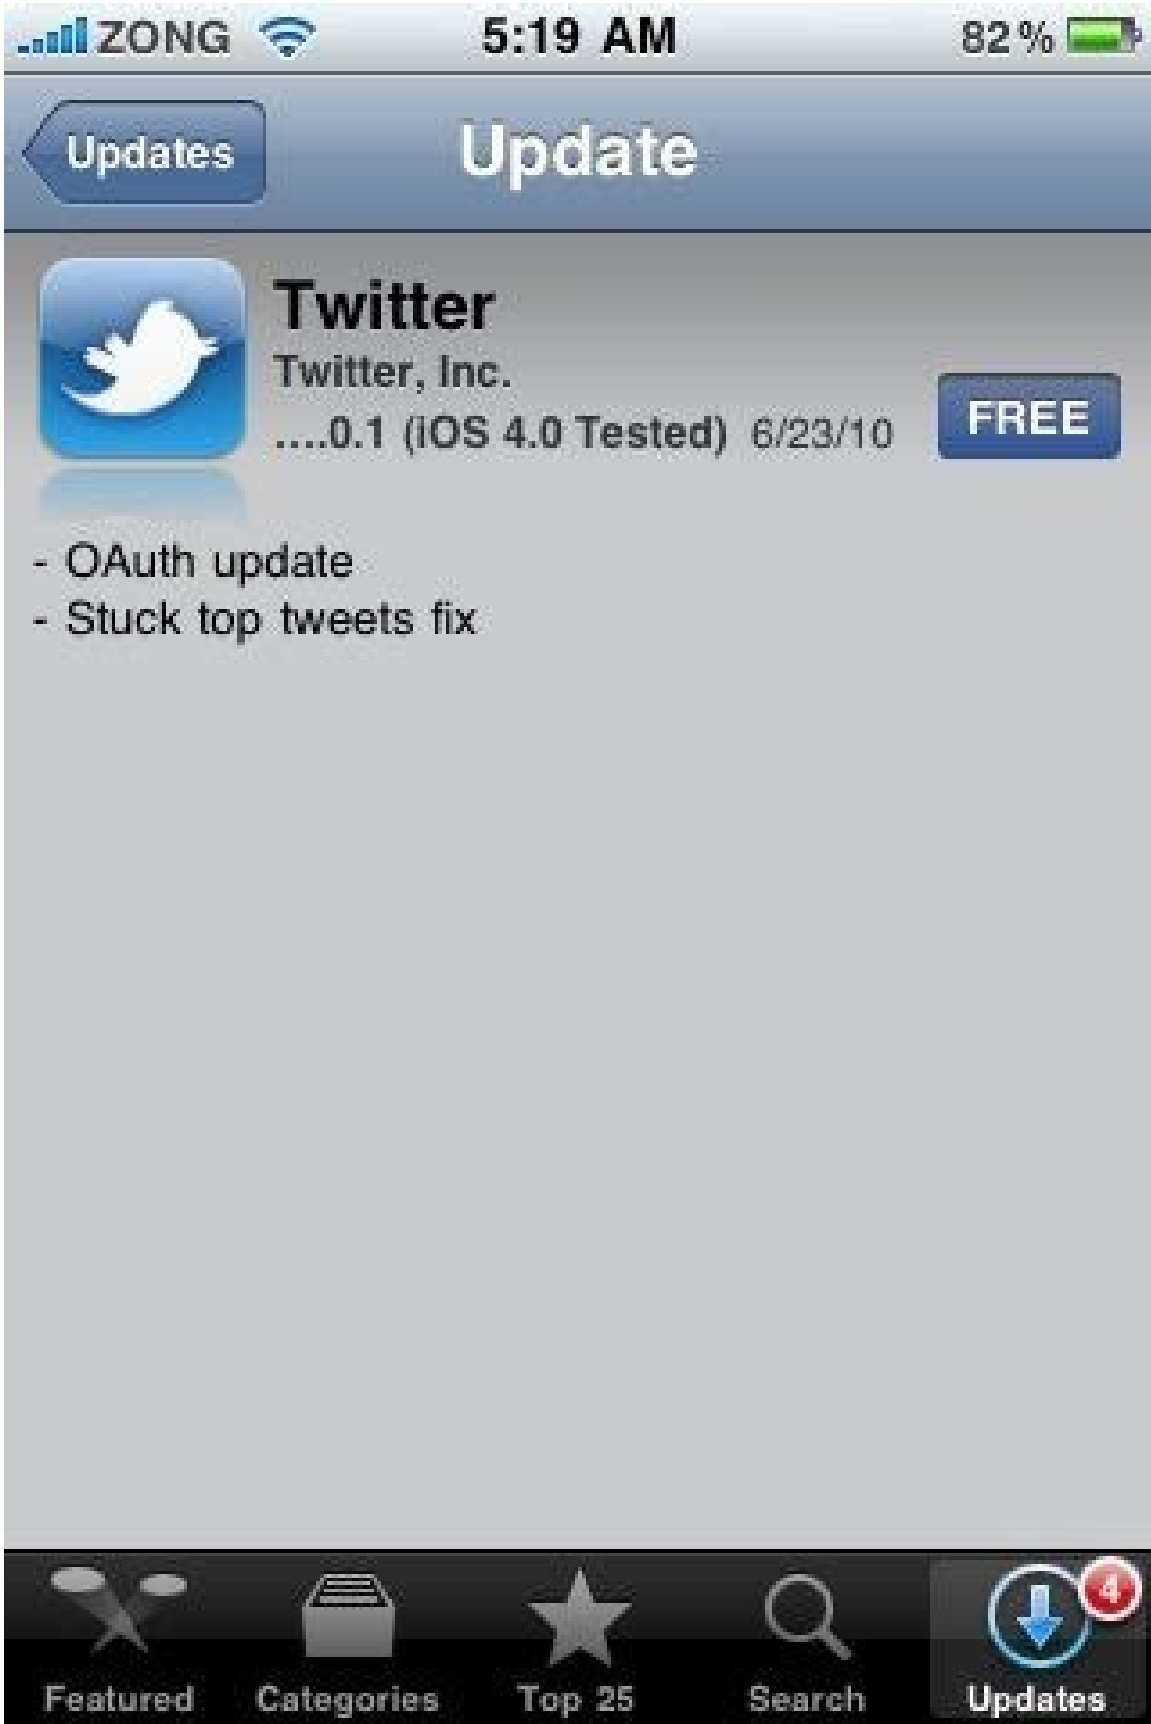 ZONG 5:19 AM 82%
Updates Update
Twitter
Twitter, Inc.
....0.1 (iOS 4.0 Tested) 6/23/10 FREE
- OAuth update
- Stuck top tweets fix
4
Featured Categories Top 25 Search Updates